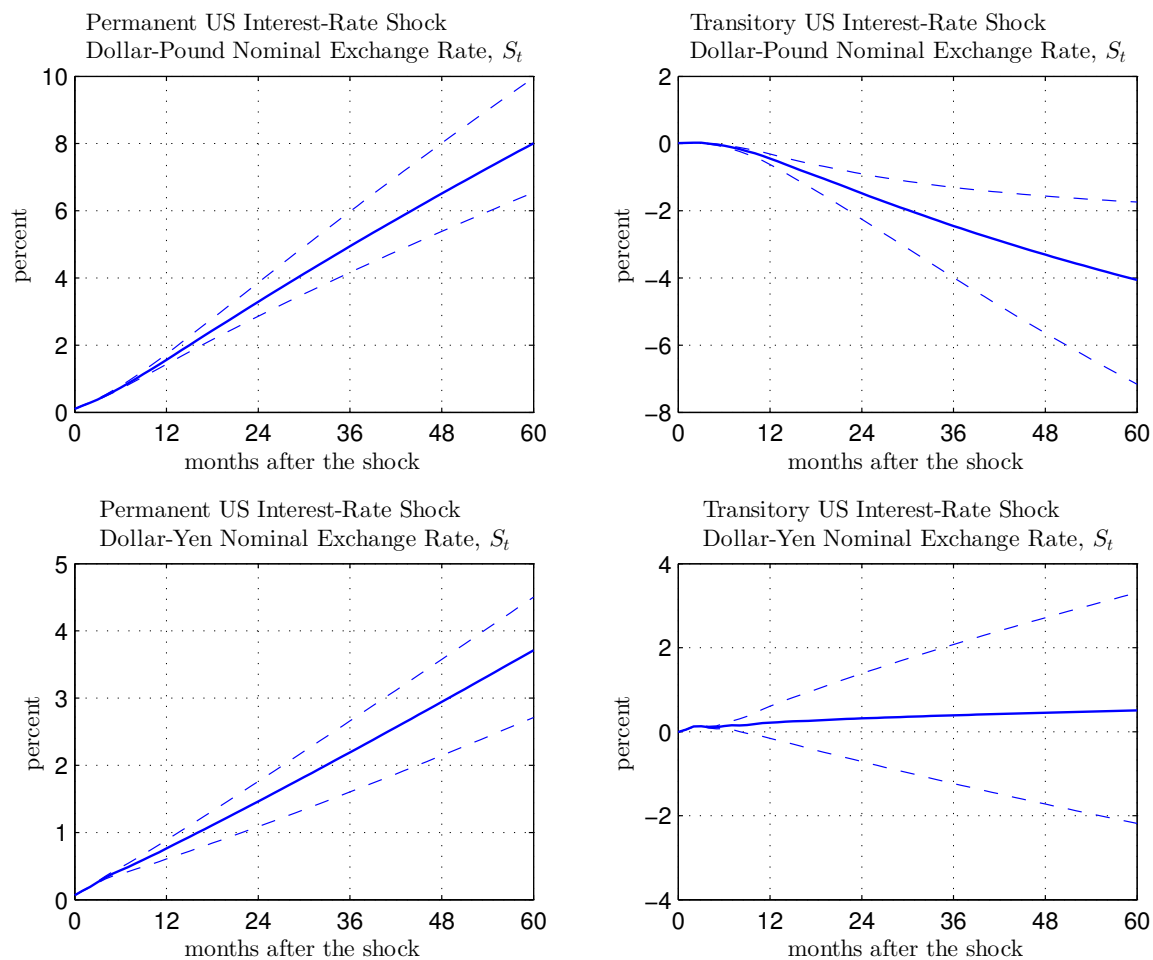 Permanent US Interest-Rate Shock
Dollar-Pound Nominal Exchange Rate, S_t
10
8
6
4
2
0
percent
0 12 24 36 48 60
months after the shock
Transitory US Interest-Rate Shock
Dollar-Pound Nominal Exchange Rate, S_t
2
0
−2
−4
−6
−8
percent
0 12 24 36 48 60
months after the shock
Permanent US Interest-Rate Shock
Dollar-Yen Nominal Exchange Rate, S_t
5
4
3
2
1
0
percent
0 12 24 36 48 60
months after the shock
Transitory US Interest-Rate Shock
Dollar-Yen Nominal Exchange Rate, S_t
4
2
0
−2
−4
percent
0 12 24 36 48 60
months after the shock